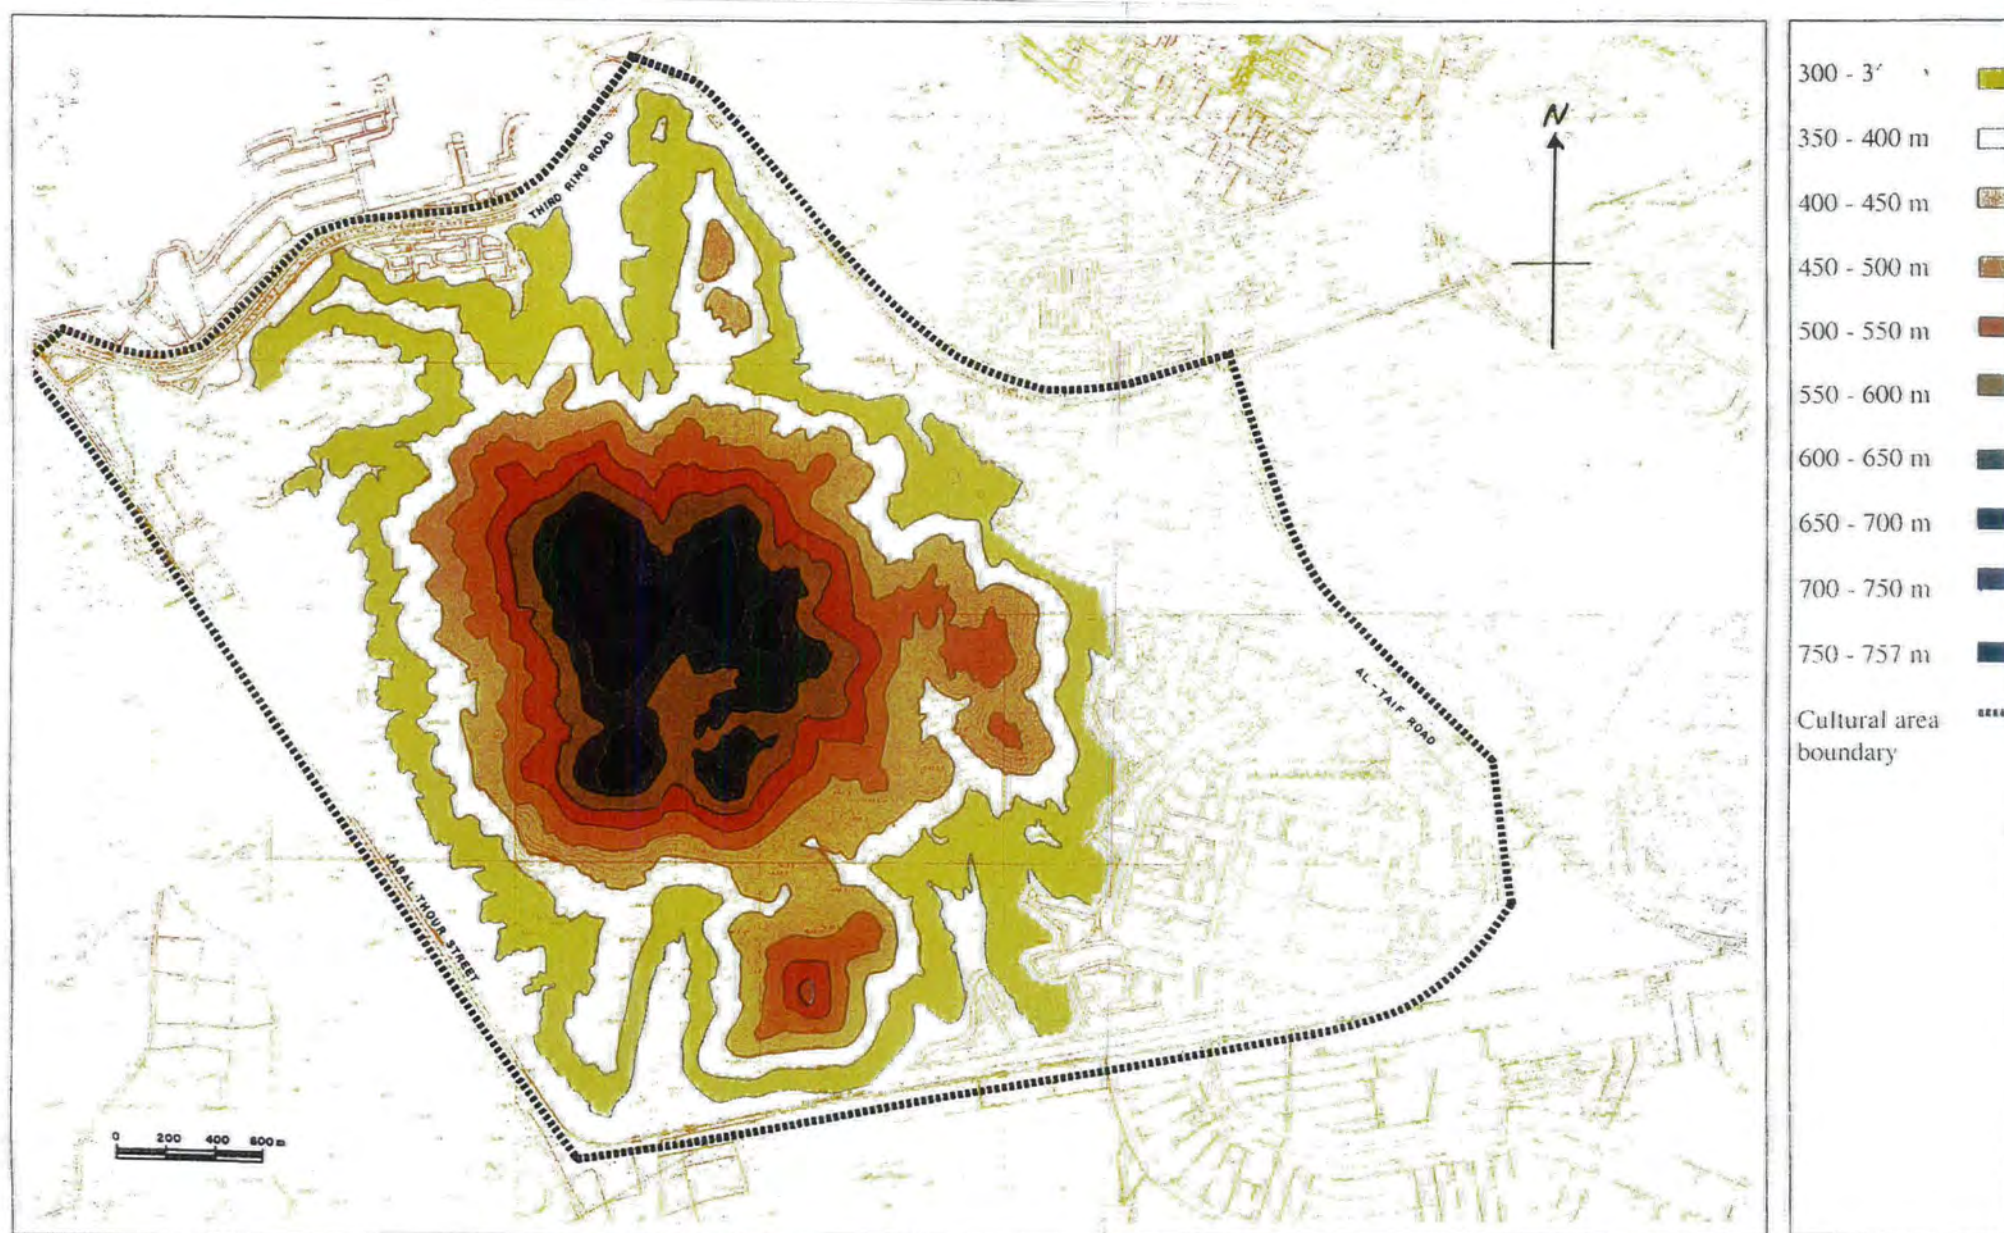 THIRD RING ROAD
N
AL-TAIF ROAD
JABAL THOUR STREET
0 200 400 600 m
300 - 3
350 - 400 m
400 - 450 m
450 - 500 m
500 - 550 m
550 - 600 m
600 - 650 m
650 - 700 m
700 - 750 m
750 - 757 m
Cultural area
boundary